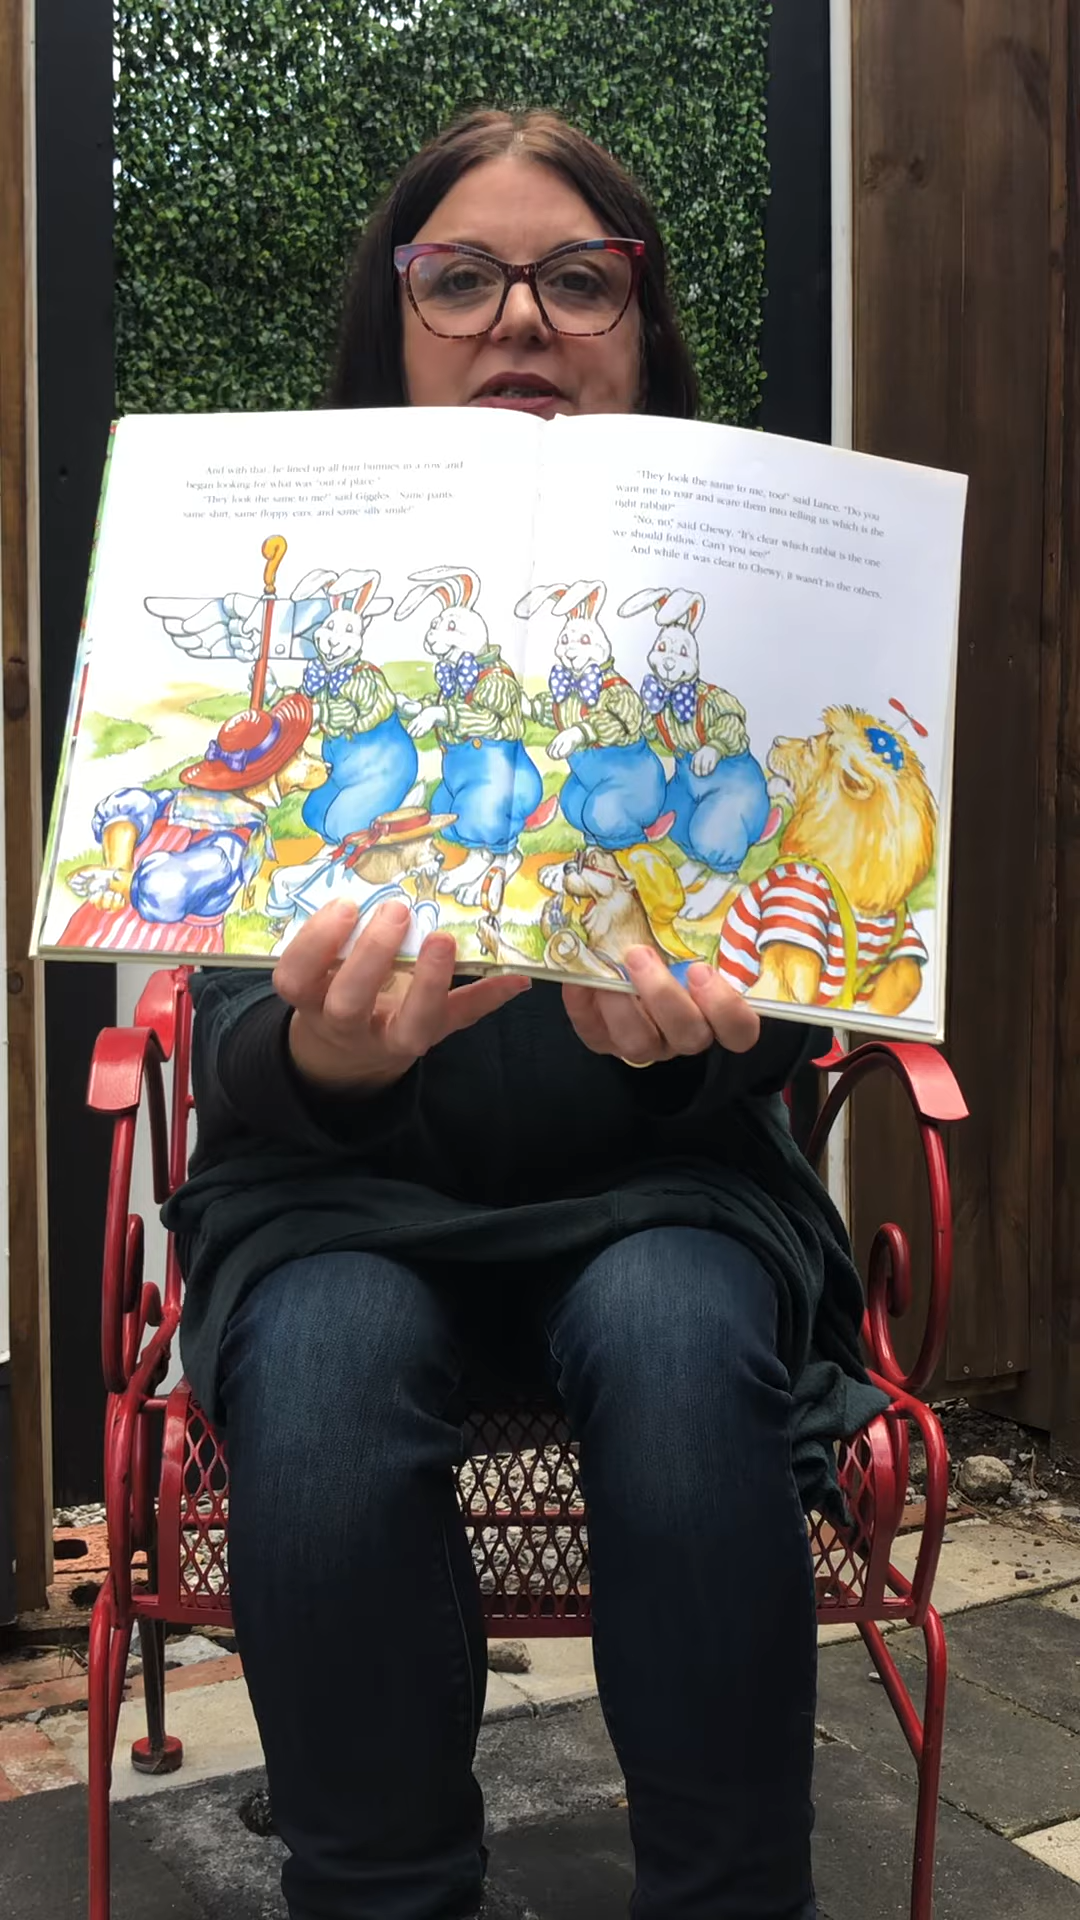 And with that, he lined up all four bunnies in a row and
began looking for what was "out of place."
"They look the same to me!" said Giggles. "Same pants,
same shirt, same floppy ears, and same silly smile!"
"They look the same to me, too!" said Lance. "Do you
want me to roar and scare them into telling us which is the
right rabbit?"
"No, no," said Chewy. "It's clear which rabbit is the one
we should follow. Can't you see?"
And while it was clear to Chewy, it wasn't to the others.